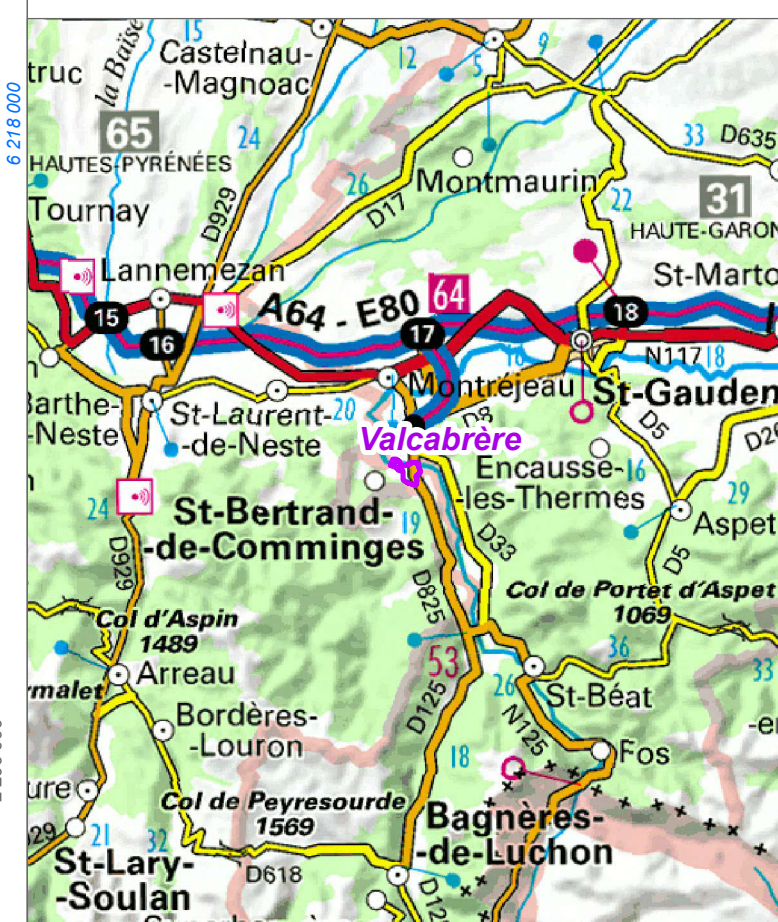 15
la Baïse
Castelnau-
-Magnoac
12
5
9
truc
6 218 000
65
HAUTES-PYRÉNÉES
24
33
D635
26
Montmaurin
22
31
HAUTE-GARON
Tournay
D929
D17
St-Marto
Lannemezan
A64 - E80
64
15
16
17
18
Montréjeau
N117
18
St-Gauden
Barthe-
-Neste
St-Laurent-
-de-Neste
20
D8
D5
D26
Valcabrère
Encausse-
-les-Thermes
16
29
Aspet
24
St-Bertrand-
-de-Comminges
19
D33
D929
D5
D825
Col de Portet d'Aspet
1069
Col d'Aspin
1489
36
53
33
Arreau
rmalet
26
St-Béat
D125
N125
Bordères-
-Louron
18
Fos
-e
ure
Col de Peyresourde
1569
Bagnères-
-de-Luchon
29
21
32
St-Lary-
-Soulan
D618
D12